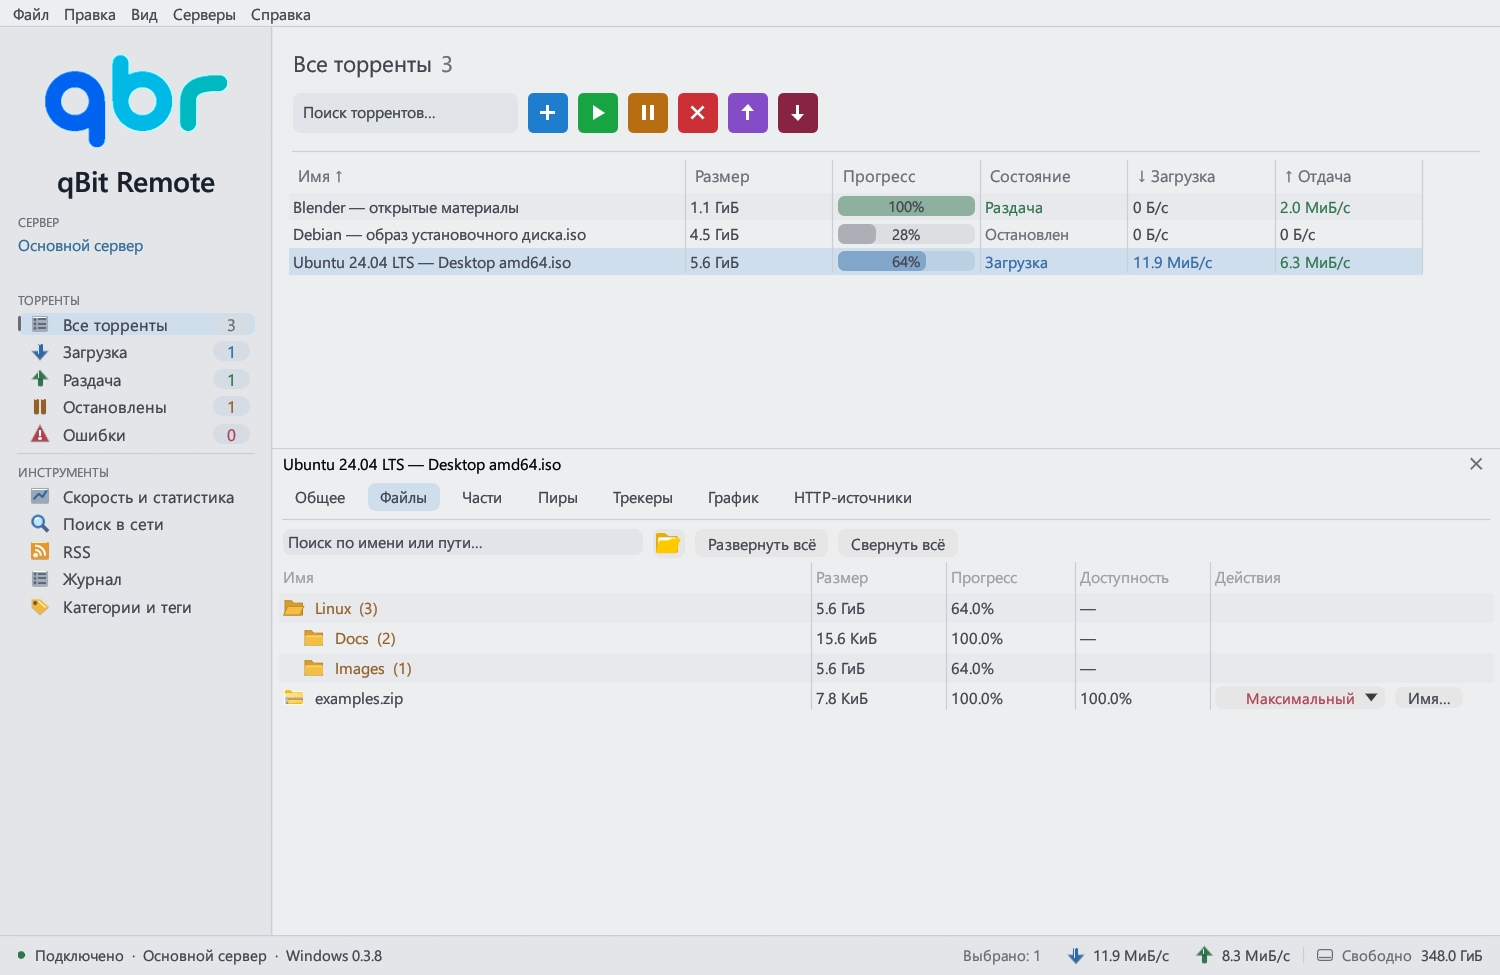 Файл Правка Вид Серверы Справка
qbr
qBit Remote
СЕРВЕР
Основной сервер
ТОРРЕНТЫ
Все торренты 3
Загрузка 1
Раздача 1
Остановлены 1
Ошибки 0
ИНСТРУМЕНТЫ
Скорость и статистика
Поиск в сети
RSS
Журнал
Категории и теги
Все торренты 3
Поиск торрентов...
Имя ↑ Размер Прогресс Состояние ↓ Загрузка ↑ Отдача
Blender — открытые материалы 1.1 ГиБ 100% Раздача 0 Б/с 2.0 МиБ/с
Debian — образ установочного диска.iso 4.5 ГиБ 28% Остановлен 0 Б/с 0 Б/с
Ubuntu 24.04 LTS — Desktop amd64.iso 5.6 ГиБ 64% Загрузка 11.9 МиБ/с 6.3 МиБ/с
Ubuntu 24.04 LTS — Desktop amd64.iso
Общее Файлы Части Пиры Трекеры График HTTP-источники
Поиск по имени или пути... Развернуть всё Свернуть всё
Имя Размер Прогресс Доступность Действия
Linux (3) 5.6 ГиБ 64.0% —
Docs (2) 15.6 КиБ 100.0% —
Images (1) 5.6 ГиБ 64.0% —
examples.zip 7.8 КиБ 100.0% 100.0% Максимальный Имя...
Подключено · Основной сервер · Windows 0.3.8 Выбрано: 1 11.9 МиБ/с 8.3 МиБ/с Свободно 348.0 ГиБ